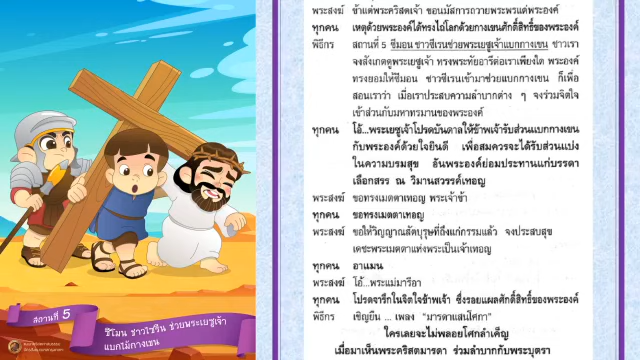 สถานที่ 5
ซีโมน ชาวไซรีน ช่วยพระเยซูเจ้า
แบกไม้กางเขน
พระสงฆ์ ข้าแต่พระคริสตเจ้า ขอนมัสการถวายพระพรแด่พระองค์
ทุกคน เหตุด้วยพระองค์ได้ทรงไถ่โลกด้วยกางเขนศักดิ์สิทธิ์ของพระองค์
พิธีกร สถานที่ 5 ซีมอน ชาวซีเรนช่วยพระเยซูเจ้าแบกกางเขน ชาวเรา
จงสังเกตดูพระเยซูเจ้า ทรงพระทัยอารีต่อเราเพียงใด พระองค์
ทรงยอมให้ซีมอน ชาวซีเรนเข้ามาช่วยแบกกางเขน ก็เพื่อ
สอนเราว่า เมื่อเราประสบความลำบากต่าง ๆ จงร่วมจิตใจ
เข้าส่วนกับมหาทรมานของพระองค์
ทุกคน โอ้...พระเยซูเจ้าโปรดบันดาลให้ข้าพเจ้ารับส่วนแบกกางเขน
กับพระองค์ด้วยใจยินดี เพื่อสมควรจะได้รับส่วนแบ่ง
ในความบรมสุข อันพระองค์ย่อมประทานแก่บรรดา
เลือกสรร ณ วิมานสวรรค์เทอญ
พระสงฆ์ ขอทรงเมตตาเทอญ พระเจ้าข้า
ทุกคน ขอทรงเมตตาเทอญ
พระสงฆ์ ขอให้วิญญาณสัตบุรุษที่ถึงแก่กรรมแล้ว จงประสบสุข
เดชะพระเมตตาแห่งพระเป็นเจ้าเทอญ
ทุกคน อาแมน
พระสงฆ์ โอ้...พระแม่มารีอา
ทุกคน โปรดจารึกในจิตใจข้าพเจ้า ซึ่งรอยแผลศักดิ์สิทธิ์ของพระองค์
พิธีกร เชิญยืน ... เพลง "มารดาแสนโศกา"
ใครเลยจะไม่พลอยโศกลำเค็ญ
เมื่อมาเห็นพระคริสตมารดา ร่วมลำบากกับพระบุตรา